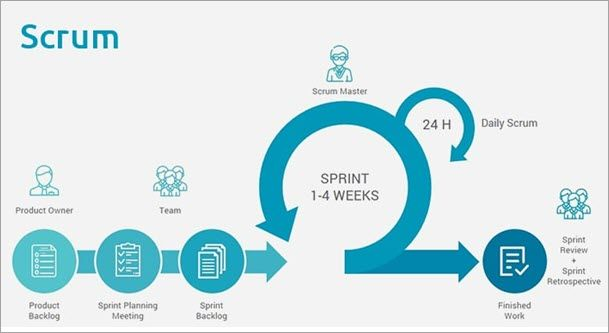 Scrum
Scrum Master
24 H
Daily Scrum
SPRINT
1-4 WEEKS
Product Owner
Team
Product
Backlog
Sprint Planning
Meeting
Sprint
Backlog
Finished
Work
Sprint
Review
+
Sprint
Retrospective